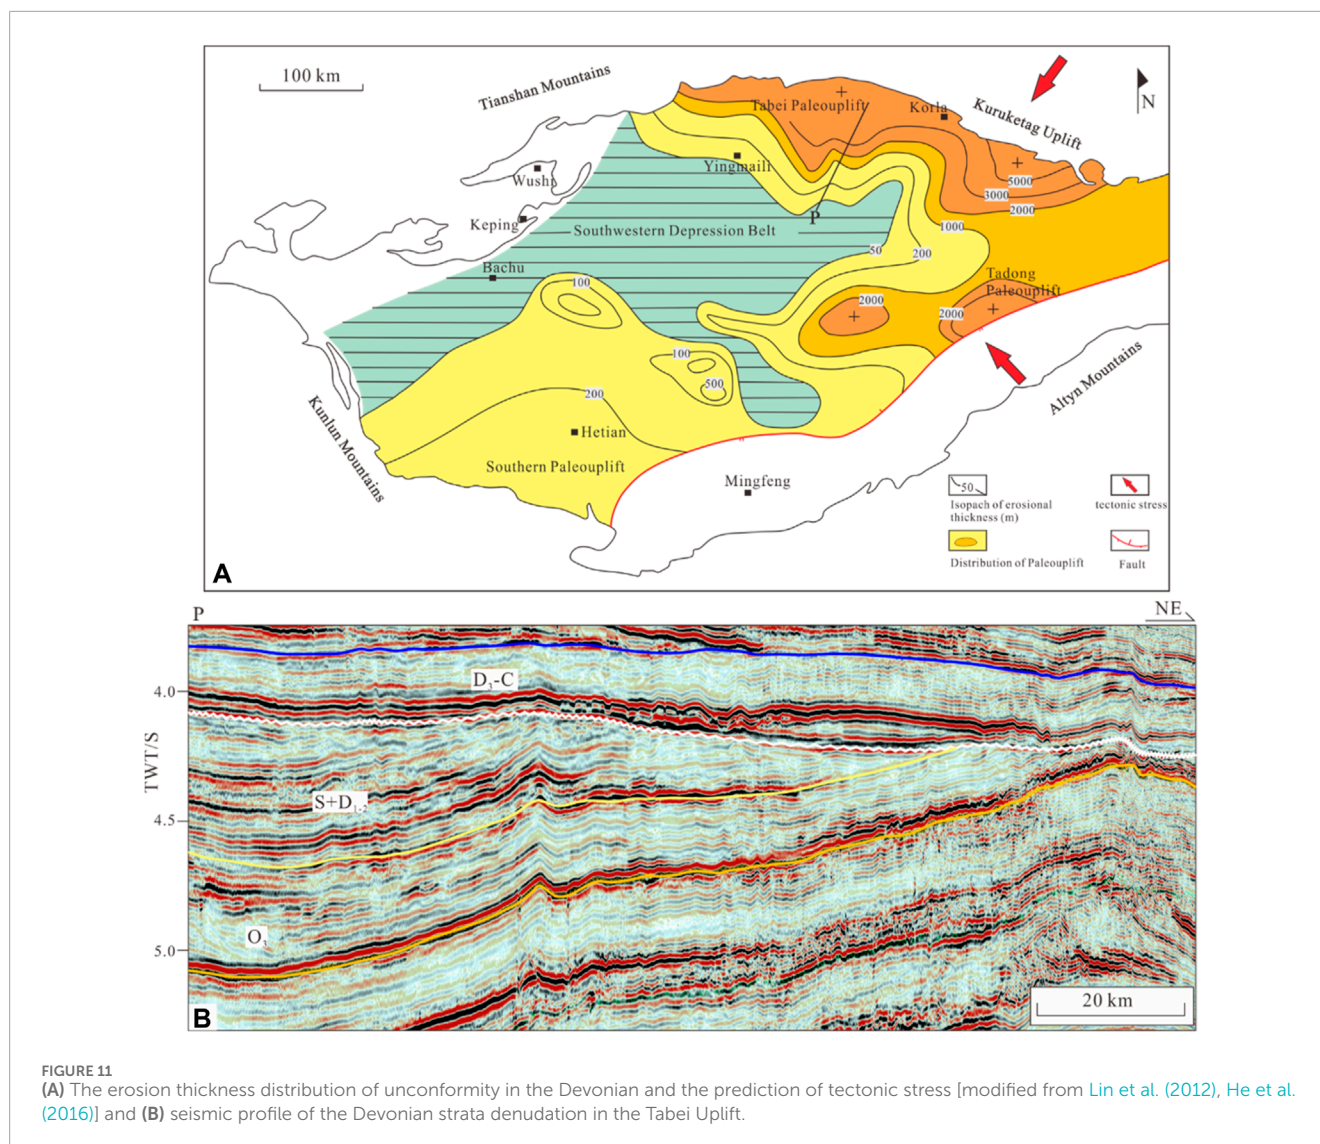 100 km
Tianshan Mountains
Tabei Paleouplift
Korla
Kuruketag Uplift
N
Yingmaili
Wushi
5000
3000
2000
P
Keping
1000
Southwestern Depression Belt
50
200
Bachu
100
Tadong
Paleouplift
2000
2000
100
500
Altyn Mountains
200
Kunlun Mountains
Hetian
Southern Paleouplift
Mingfeng
50
Isopach of erosional
thickness (m)
tectonic stress
Distribution of Paleouplift
Fault
A
P
NE
D3-C
4.0
TWT/S
S+D1-2
4.5
O3
5.0
20 km
B
FIGURE 11
(A) The erosion thickness distribution of unconformity in the Devonian and the prediction of tectonic stress [modified from Lin et al. (2012), He et al.
(2016)] and (B) seismic profile of the Devonian strata denudation in the Tabei Uplift.